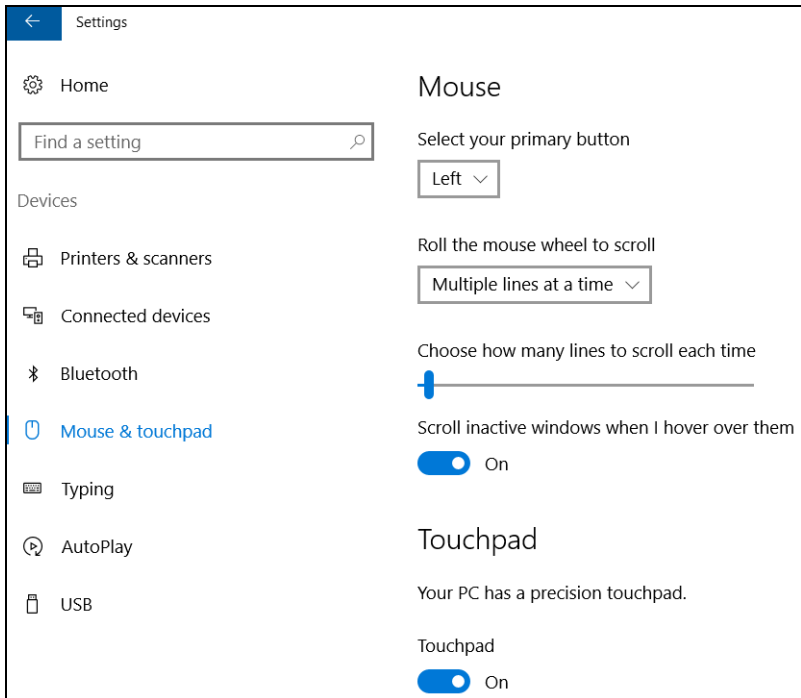 Settings
Home
Find a setting
Devices
Printers & scanners
Connected devices
Bluetooth
Mouse & touchpad
Typing
AutoPlay
USB
Mouse
Select your primary button
Left
Roll the mouse wheel to scroll
Multiple lines at a time
Choose how many lines to scroll each time
Scroll inactive windows when I hover over them
On
Touchpad
Your PC has a precision touchpad.
Touchpad
On